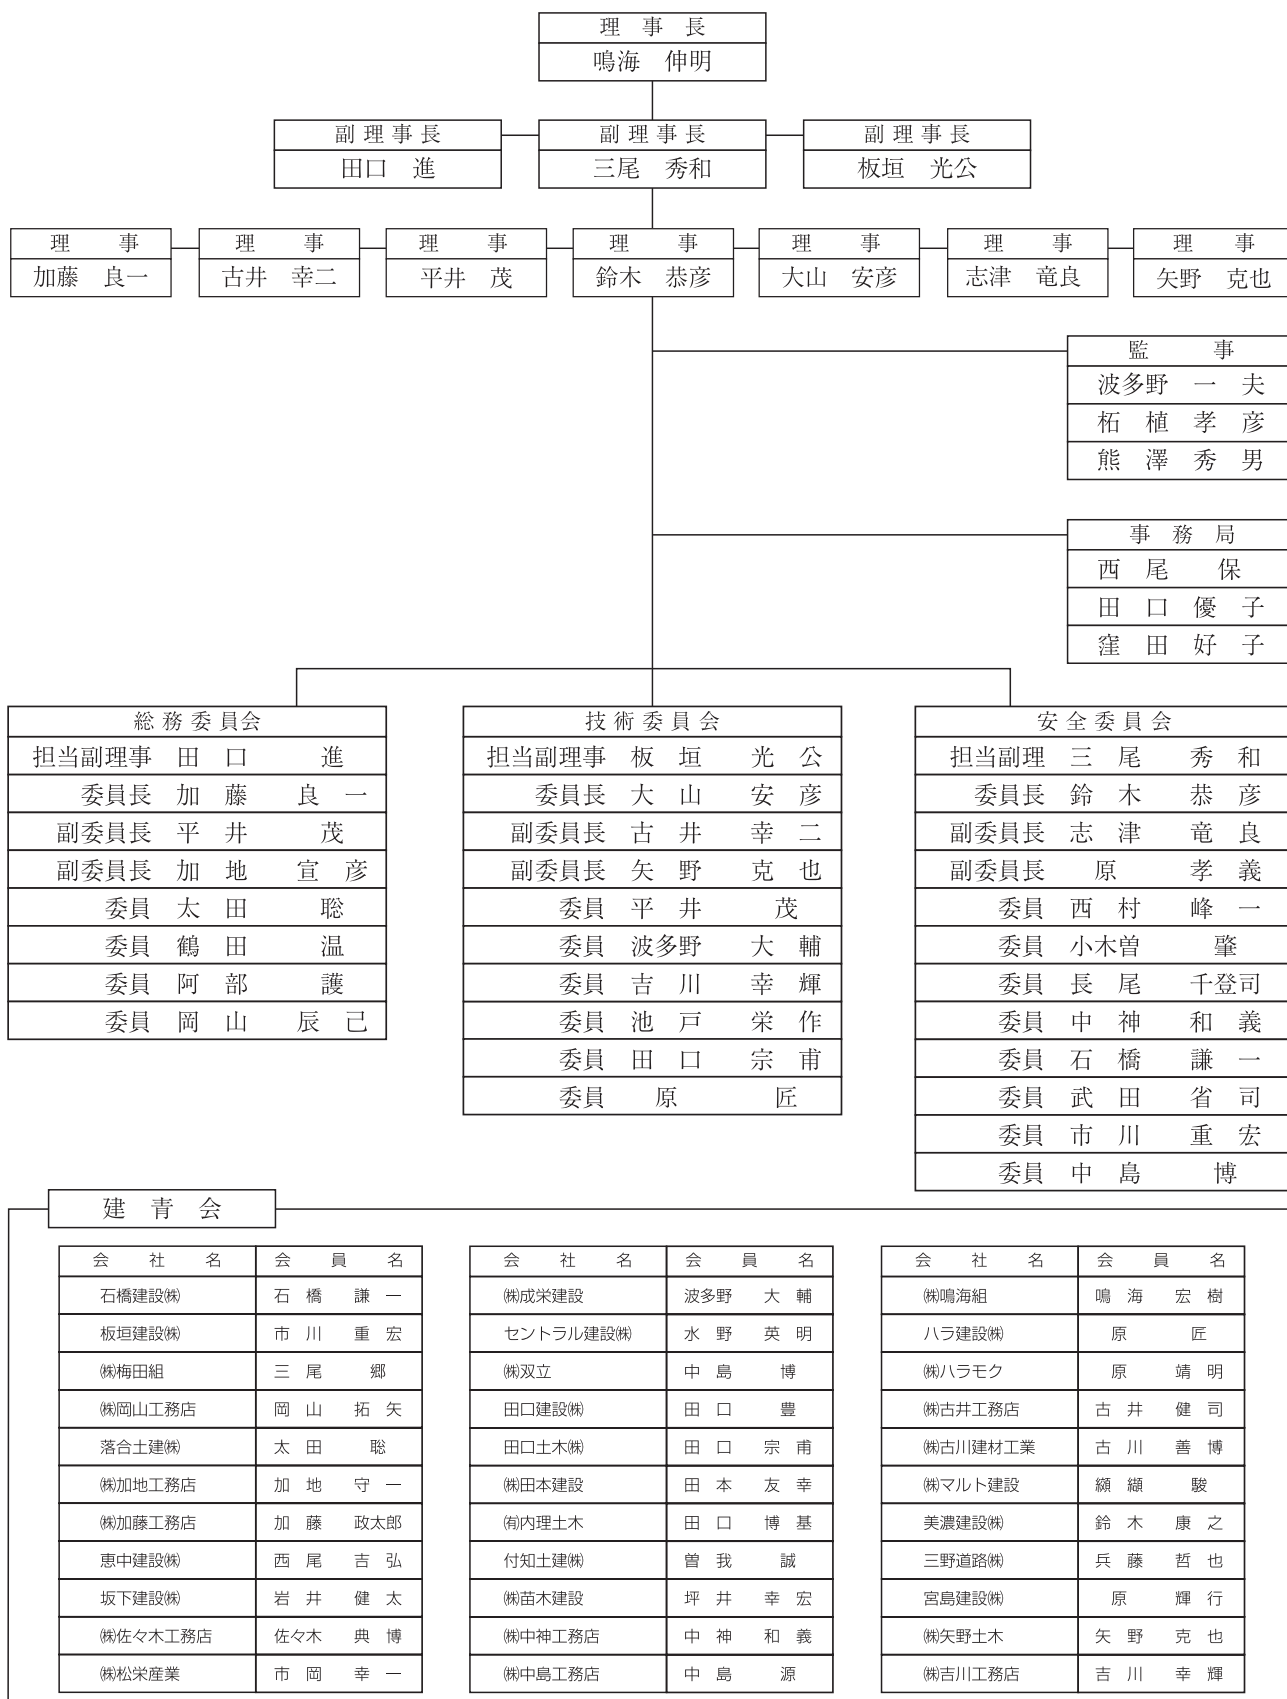 理事長
鳴海 伸明
副理事長 副理事長 副理事長
田口 進 三尾 秀和 板垣 光公
理事 理事 理事 理事 理事 理事 理事
加藤 良一 古井 幸二 平井 茂 鈴木 恭彦 大山 安彦 志津 竜良 矢野 克也
監事
波多野 一夫
柘植 孝彦
熊澤 秀男
事務局
西尾 保
田口 優子
窪田 好子
総務委員会
担当副理事 田口 進
委員長 加藤 良一
副委員長 平井 茂
副委員長 加地 宣彦
委員 太田 聡
委員 鶴田 温
委員 阿部 護
委員 岡山 辰己
技術委員会
担当副理事 板垣 光公
委員長 大山 安彦
副委員長 古井 幸二
副委員長 矢野 克也
委員 平井 茂
委員 波多野 大輔
委員 吉川 幸輝
委員 池戸 栄作
委員 田口 宗甫
委員 原 匠
安全委員会
担当副理 三尾 秀和
委員長 鈴木 恭彦
副委員長 志津 竜良
副委員長 原 孝義
委員 西村 峰一
委員 小木曽 肇
委員 長尾 千登司
委員 中神 和義
委員 石橋 謙一
委員 武田 省司
委員 市川 重宏
委員 中島 博
建青会
会社名 会員名
石橋建設㈱ 石橋 謙一
板垣建設㈱ 市川 重宏
㈱梅田組 三尾 郷
㈱岡山工務店 岡山 拓矢
落合土建㈱ 太田 聡
㈱加地工務店 加地 守一
㈱加藤工務店 加藤 政太郎
恵中建設㈱ 西尾 吉弘
坂下建設㈱ 岩井 健太
㈱佐々木工務店 佐々木 典博
㈱松栄産業 市岡 幸一
会社名 会員名
㈱成栄建設 波多野 大輔
セントラル建設㈱ 水野 英明
㈱双立 中島 博
田口建設㈱ 田口 豊
田口土木㈱ 田口 宗甫
㈱田本建設 田本 友幸
㈲内理土木 田口 博基
付知土建㈱ 曽我 誠
㈱苗木建設 坪井 幸宏
㈱中神工務店 中神 和義
㈱中島工務店 中島 源
会社名 会員名
㈱鳴海組 鳴海 宏樹
ハラ建設㈱ 原 匠
㈱ハラモク 原 靖明
㈱古井工務店 古井 健司
㈱古川建材工業 古川 善博
㈱マルト建設 纐纈 駿
美濃建設㈱ 鈴木 康之
三野道路㈱ 兵藤 哲也
宮島建設㈱ 原 輝行
㈱矢野土木 矢野 克也
㈱吉川工務店 吉川 幸輝